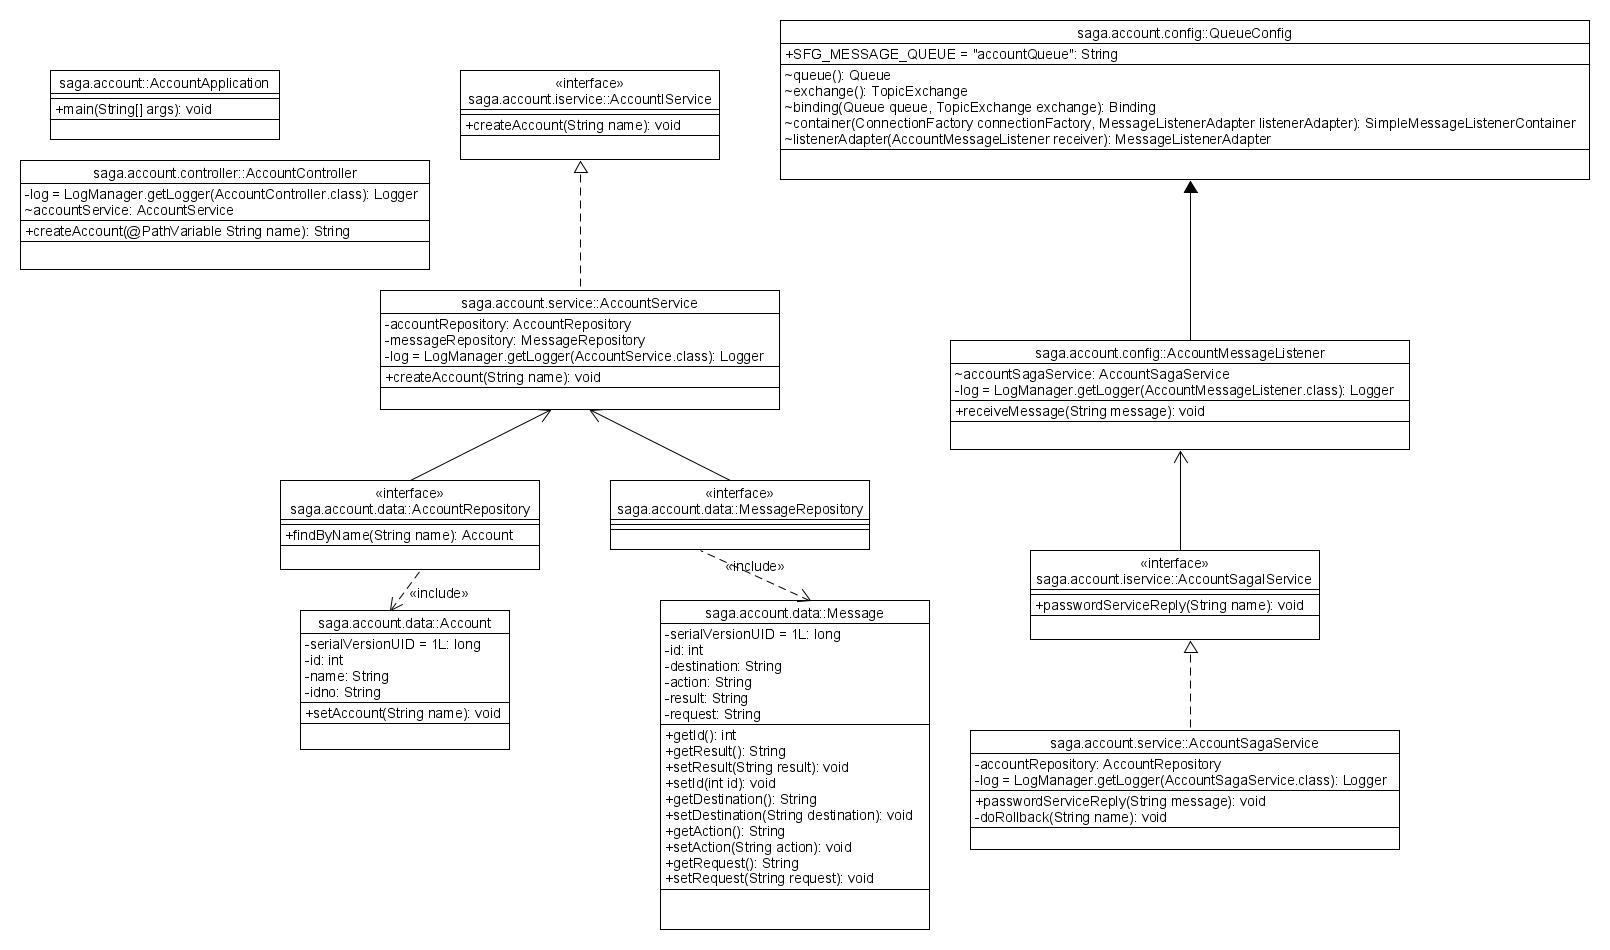 saga.account::AccountApplication
+main(String[] args): void
saga.account.controller::AccountController
-log = LogManager.getLogger(AccountController.class): Logger
~accountService: AccountService
+createAccount(@PathVariable String name): String
«interface»
saga.account.iservice::AccountIService
+createAccount(String name): void
saga.account.config::QueueConfig
+SFG_MESSAGE_QUEUE = "accountQueue": String
~queue(): Queue
~exchange(): TopicExchange
~binding(Queue queue, TopicExchange exchange): Binding
~container(ConnectionFactory connectionFactory, MessageListenerAdapter listenerAdapter): SimpleMessageListenerContainer
~listenerAdapter(AccountMessageListener receiver): MessageListenerAdapter
saga.account.service::AccountService
-accountRepository: AccountRepository
-messageRepository: MessageRepository
-log = LogManager.getLogger(AccountService.class): Logger
+createAccount(String name): void
saga.account.config::AccountMessageListener
~accountSagaService: AccountSagaService
-log = LogManager.getLogger(AccountMessageListener.class): Logger
+receiveMessage(String message): void
«interface»
saga.account.data::AccountRepository
+findByName(String name): Account
«interface»
saga.account.data::MessageRepository
«include»
«include»
saga.account.data::Account
-serialVersionUID = 1L: long
-id: int
-name: String
-idno: String
+setAccount(String name): void
saga.account.data::Message
-serialVersionUID = 1L: long
-id: int
-destination: String
-action: String
-result: String
-request: String
+getId(): int
+getResult(): String
+setResult(String result): void
+setId(int id): void
+getDestination(): String
+setDestination(String destination): void
+getAction(): String
+setAction(String action): void
+getRequest(): String
+setRequest(String request): void
«interface»
saga.account.iservice::AccountSagaIService
+passwordServiceReply(String name): void
saga.account.service::AccountSagaService
-accountRepository: AccountRepository
-log = LogManager.getLogger(AccountSagaService.class): Logger
+passwordServiceReply(String message): void
-doRollback(String name): void